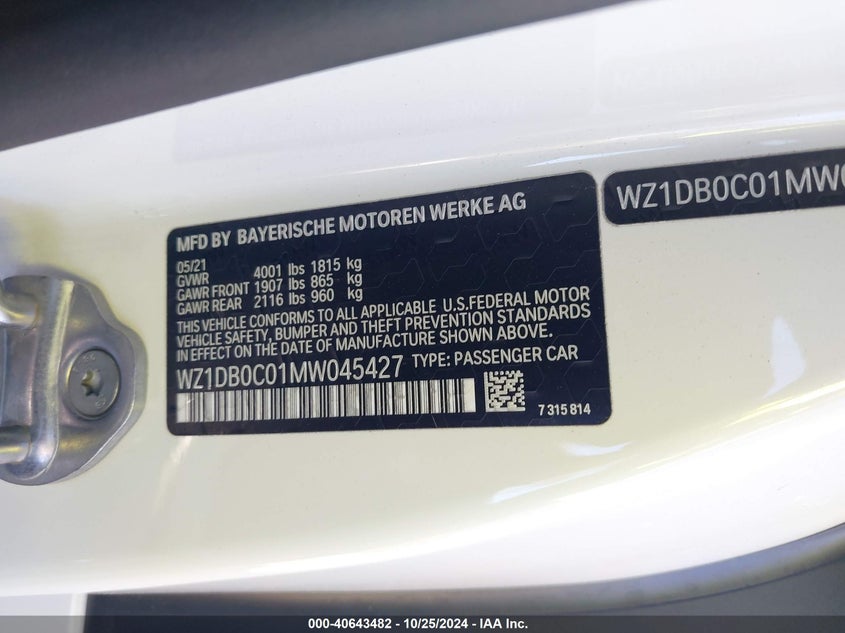 MFD BY BAYERISCHE MOTOREN WERKE AG
05/21
GVWR 4001 lbs 1815 kg
GAWR FRONT 1907 lbs 865 kg
GAWR REAR 2116 lbs 960 kg
THIS VEHICLE CONFORMS TO ALL APPLICABLE U.S.FEDERAL MOTOR
VEHICLE SAFETY, BUMPER AND THEFT PREVENTION STANDARDS
IN EFFECT ON THE DATE OF MANUFACTURE SHOWN ABOVE.
WZ1DB0C01MW045427 TYPE: PASSENGER CAR
7 315 814
WZ1DB0C01MW0
000-40643482 - 10/25/2024 - IAA Inc.